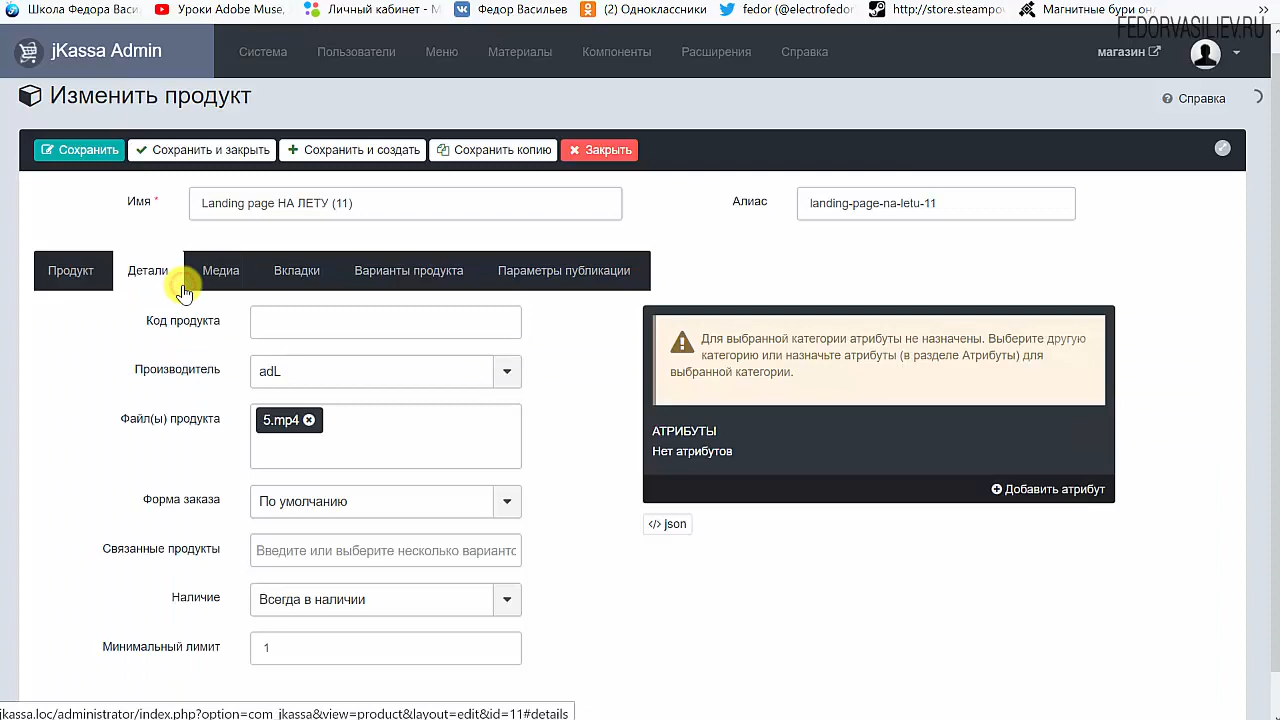 Школа Федора Васи
Уроки Adobe Muse,
Личный кабинет - М
Федор Васильев
(2) Одноклассники
fedor (@electrofedor
http://store.steampo
Магнитные бури он
FEDORVASILIEV.RU
jKassa Admin
Система
Пользователи
Меню
Материалы
Компоненты
Расширения
Справка
магазин
Изменить продукт
Справка
Сохранить
Сохранить и закрыть
Сохранить и создать
Сохранить копию
Закрыть
Имя *
Landing page НА ЛЕТУ (11)
Алиас
landing-page-na-letu-11
Продукт
Детали
Медиа
Вкладки
Варианты продукта
Параметры публикации
Код продукта
Производитель
adL
Файл(ы) продукта
5.mp4
Форма заказа
По умолчанию
Связанные продукты
Введите или выберите несколько вариантс
Наличие
Всегда в наличии
Минимальный лимит
1
Для выбранной категории атрибуты не назначены. Выберите другую
категорию или назначьте атрибуты (в разделе Атрибуты) для
выбранной категории.
АТРИБУТЫ
Нет атрибутов
Добавить атрибут
</> json
jkassa.loc/administrator/index.php?option=com_jkassa&view=product&layout=edit&id=11#details